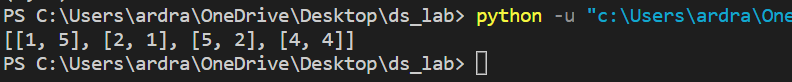 PS C:\Users\ardra\OneDrive\Desktop\ds_lab> python -u "c:\Users\ardra\One
[[1, 5], [2, 1], [5, 2], [4, 4]]
PS C:\Users\ardra\OneDrive\Desktop\ds_lab>